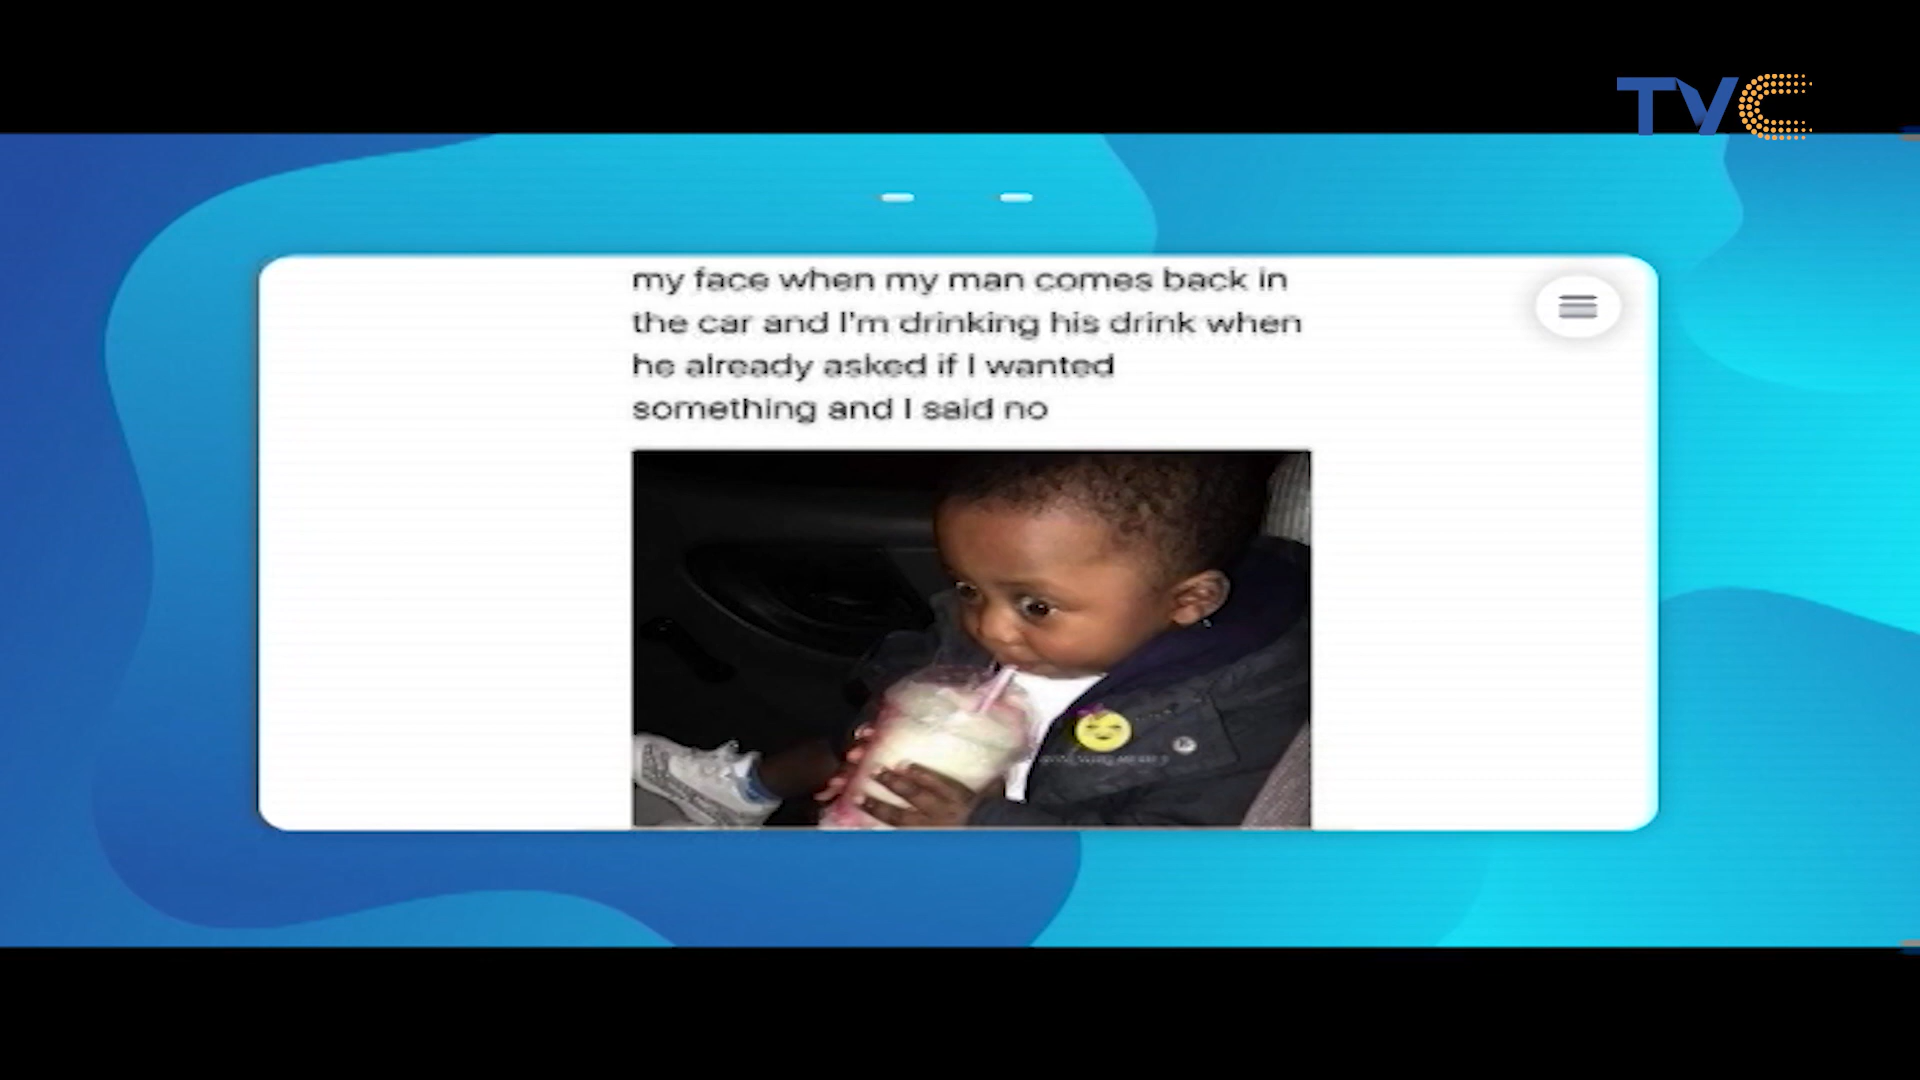 TVC
my face when my man comes back in
the car and I'm drinking his drink when
he already asked if I wanted
something and I said no